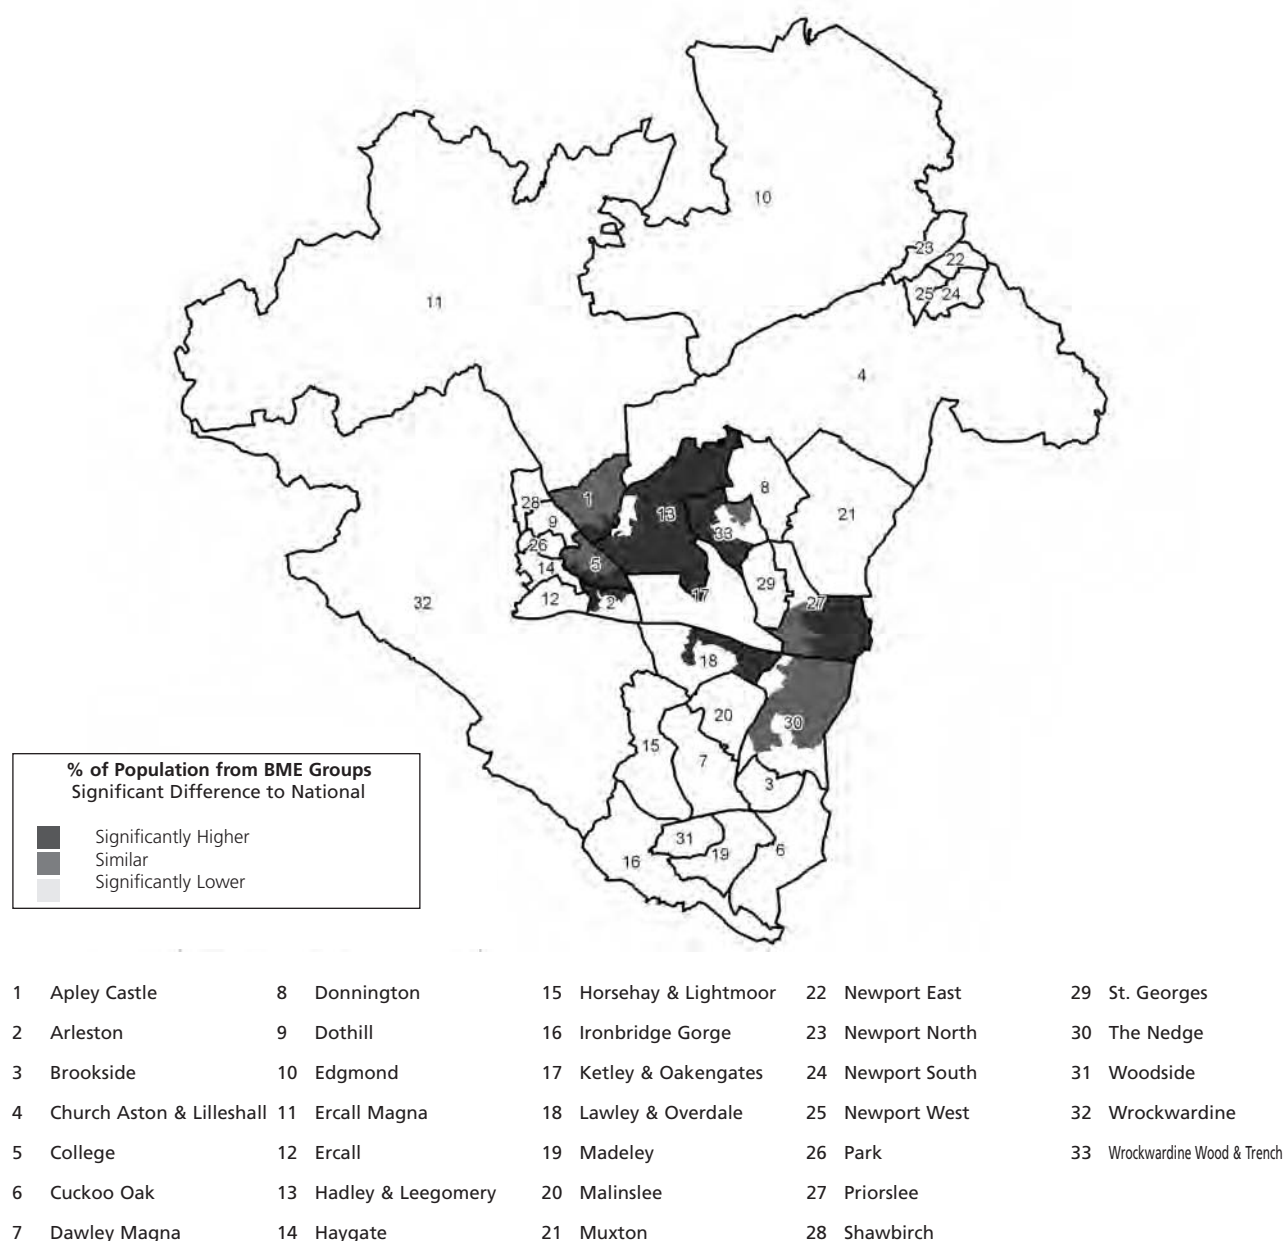 10
23
22
11
25 24
4
28
1
8
9
13
21
33
26
5
14
29
12
2
17
27
32
18
20
30
15
7
3
31
19
6
16
% of Population from BME Groups
Significant Difference to National
Significantly Higher
Similar
Significantly Lower
1 Apley Castle
2 Arleston
3 Brookside
4 Church Aston & Lilleshall
5 College
6 Cuckoo Oak
7 Dawley Magna
8 Donnington
9 Dothill
10 Edgmond
11 Ercall Magna
12 Ercall
13 Hadley & Leegomery
14 Haygate
15 Horsehay & Lightmoor
16 Ironbridge Gorge
17 Ketley & Oakengates
18 Lawley & Overdale
19 Madeley
20 Malinslee
21 Muxton
22 Newport East
23 Newport North
24 Newport South
25 Newport West
26 Park
27 Priorslee
28 Shawbirch
29 St. Georges
30 The Nedge
31 Woodside
32 Wrockwardine
33 Wrockwardine Wood & Trench